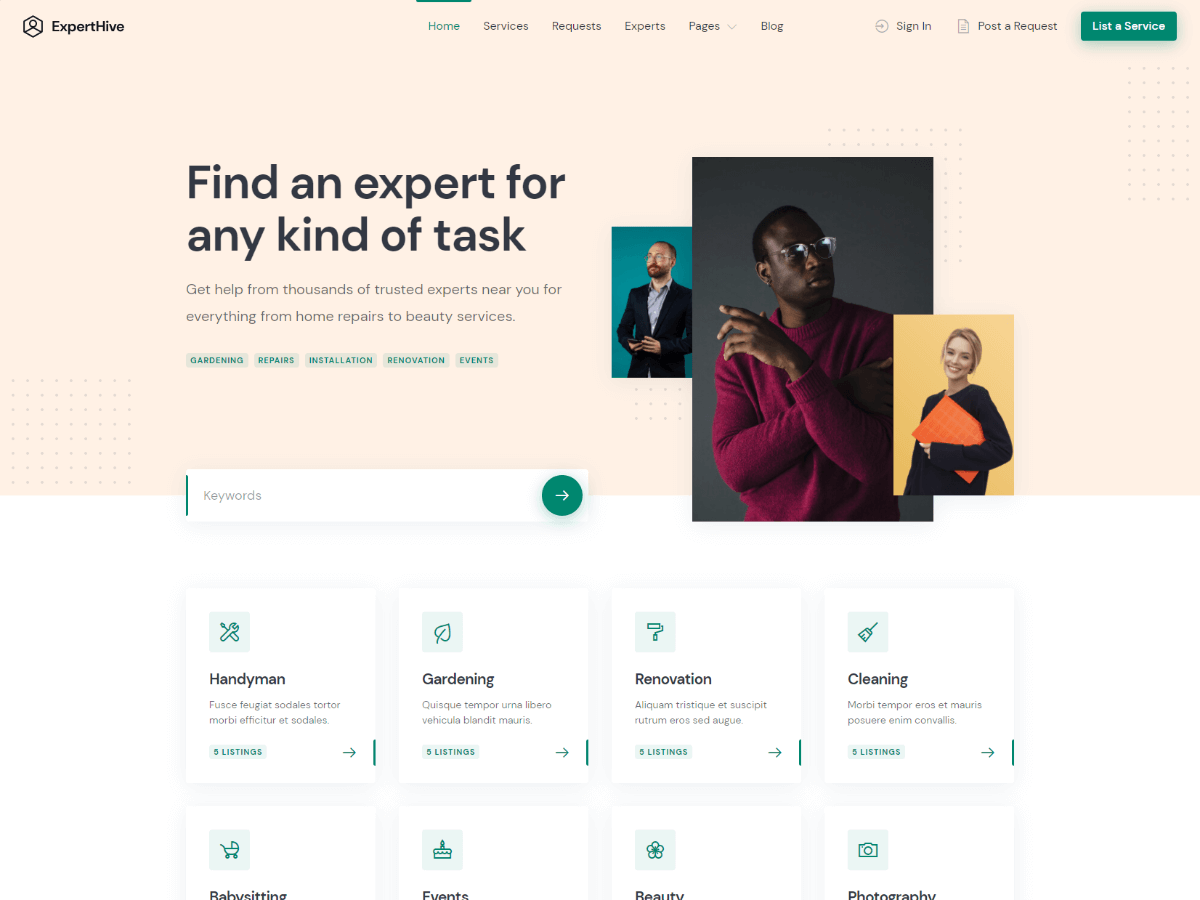 ExpertHive
Home Services Requests Experts Pages Blog
Sign In Post a Request List a Service
Find an expert for
any kind of task
Get help from thousands of trusted experts near you for
everything from home repairs to beauty services.
GARDENING REPAIRS INSTALLATION RENOVATION EVENTS
Keywords
Handyman
Fusce feugiat sodales tortor
morbi efficitur et sodales.
5 LISTINGS
Gardening
Quisque tempor urna libero
vehicula blandit mauris.
5 LISTINGS
Renovation
Aliquam tristique et suscipit
rutrum eros sed augue.
5 LISTINGS
Cleaning
Morbi tempor eros et mauris
posuere enim convallis.
5 LISTINGS
Babysitting
Events
Beauty
Photography